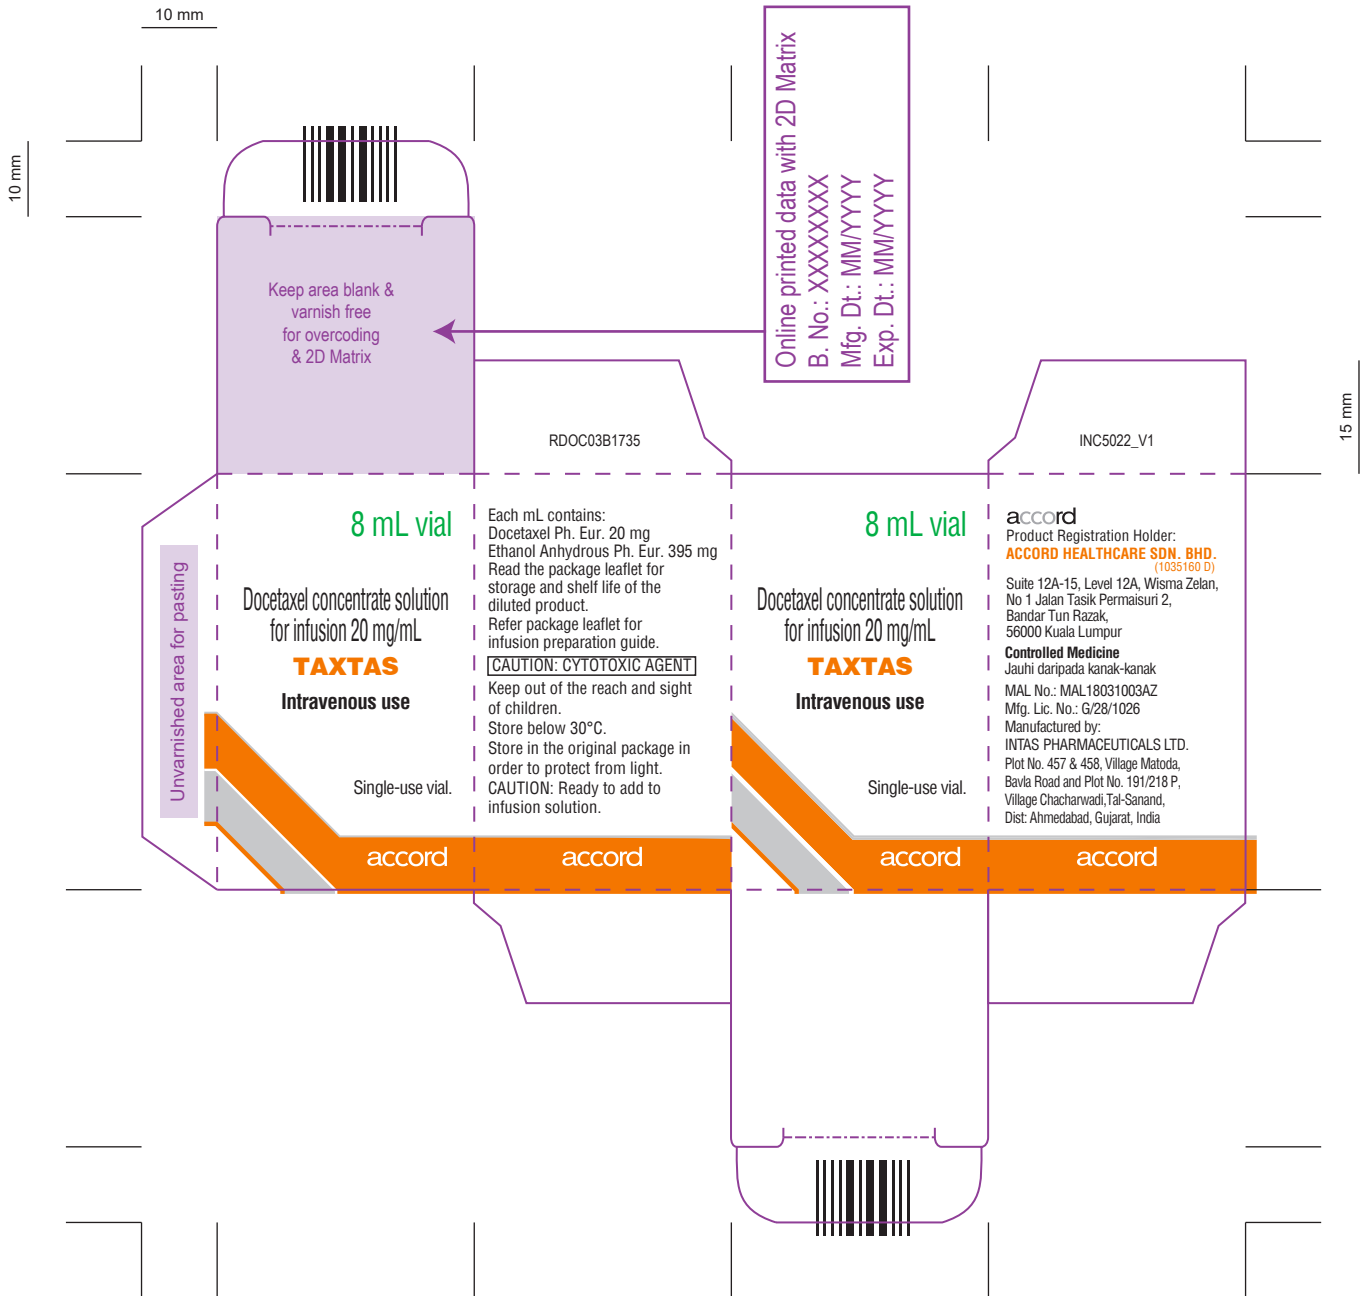 10 mm
10 mm
15 mm
Online printed data with 2D Matrix
B. No.: XXXXXXXX
Mfg. Dt.: MM/YYYY
Exp. Dt.: MM/YYYY
Keep area blank &
varnish free
for overcoding
& 2D Matrix
RDOC03B1735
INC5022_V1
Unvarnished area for pasting
8 mL vial
Docetaxel concentrate solution
for infusion 20 mg/mL
TAXTAS
Intravenous use
Single-use vial.
accord
Each mL contains:
Docetaxel Ph. Eur. 20 mg
Ethanol Anhydrous Ph. Eur. 395 mg
Read the package leaflet for
storage and shelf life of the
diluted product.
Refer package leaflet for
infusion preparation guide.
CAUTION: CYTOTOXIC AGENT
Keep out of the reach and sight
of children.
Store below 30°C.
Store in the original package in
order to protect from light.
CAUTION: Ready to add to
infusion solution.
accord
8 mL vial
Docetaxel concentrate solution
for infusion 20 mg/mL
TAXTAS
Intravenous use
Single-use vial.
accord
accord
Product Registration Holder:
ACCORD HEALTHCARE SDN. BHD.
(1035160 D)
Suite 12A-15, Level 12A, Wisma Zelan,
No 1 Jalan Tasik Permaisuri 2,
Bandar Tun Razak,
56000 Kuala Lumpur
Controlled Medicine
Jauhi daripada kanak-kanak
MAL No.: MAL18031003AZ
Mfg. Lic. No.: G/28/1026
Manufactured by:
INTAS PHARMACEUTICALS LTD.
Plot No. 457 & 458, Village Matoda,
Bavla Road and Plot No. 191/218 P,
Village Chacharwadi,Tal-Sanand,
Dist: Ahmedabad, Gujarat, India
accord